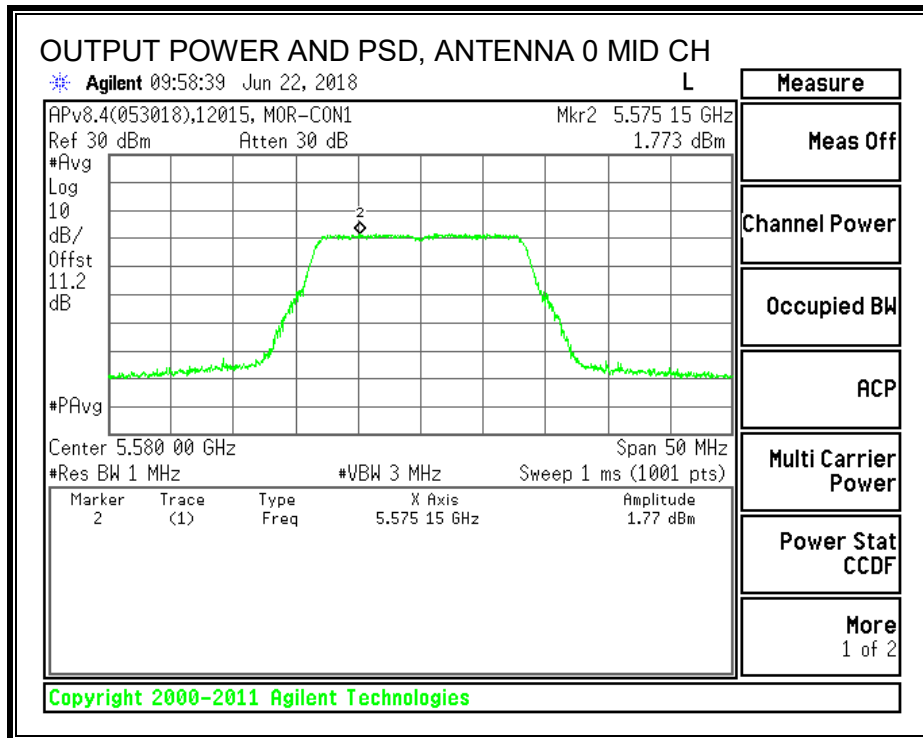 OUTPUT POWER AND PSD, ANTENNA 0 MID CH
Agilent 09:58:39 Jun 22, 2018 L
Measure
APv8.4(053018),12015, MOR-CON1 Mkr2 5.575 15 GHz
Ref 30 dBm Atten 30 dB 1.773 dBm
Meas Off
#Avg
Log
10
dB/
Offst
11.2
dB
2
Channel Power
Occupied BW
ACP
#PAvg
Center 5.580 00 GHz Span 50 MHz
#Res BW 1 MHz #VBW 3 MHz Sweep 1 ms (1001 pts)
Multi Carrier
Power
Marker Trace Type X Axis Amplitude
2 (1) Freq 5.575 15 GHz 1.77 dBm
Power Stat
CCDF
More
1 of 2
Copyright 2000-2011 Agilent Technologies